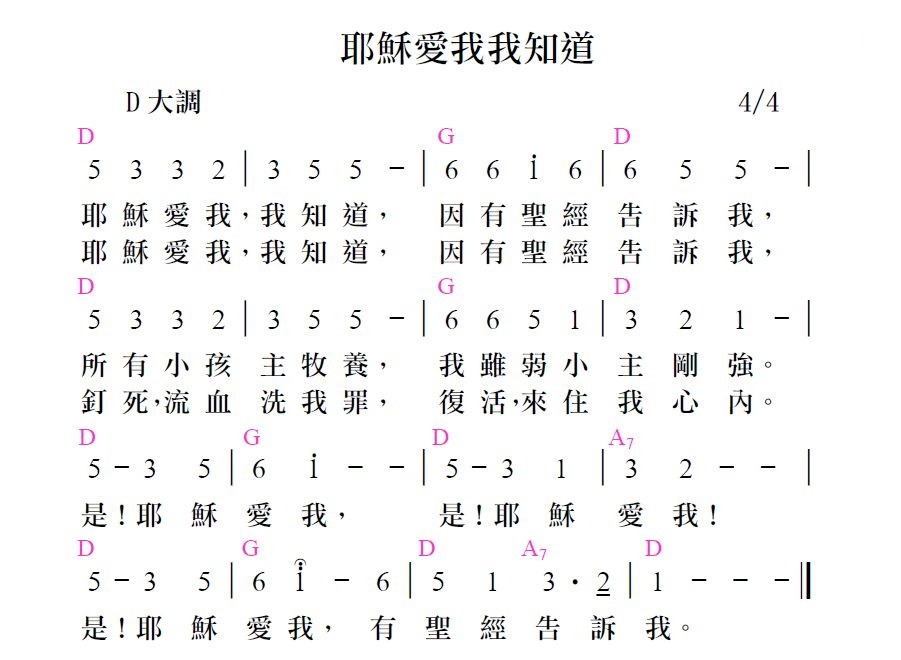 耶穌愛我我知道
D 大調 4/4
D G D
5 3 3 2 | 3 5 5 － | 6 6 i 6 | 6 5 5 － |
耶穌愛我，我知道， 因有聖經告訴我，
耶穌愛我，我知道， 因有聖經告訴我，
D G D
5 3 3 2 | 3 5 5 － | 6 6 5 1 | 3 2 1 － |
所有小孩主牧養， 我雖弱小主剛強。
釘死，流血洗我罪， 復活，來住我心內。
D G D A7
5 － 3 5 | 6 i － － | 5 － 3 1 | 3 2 － － |
是！耶穌愛我， 是！耶穌愛我！
D G D A7 D
5 － 3 5 | 6 i － 6 | 5 1 3 · 2 | 1 － － － ||
是！耶穌愛我， 有聖經告訴我。